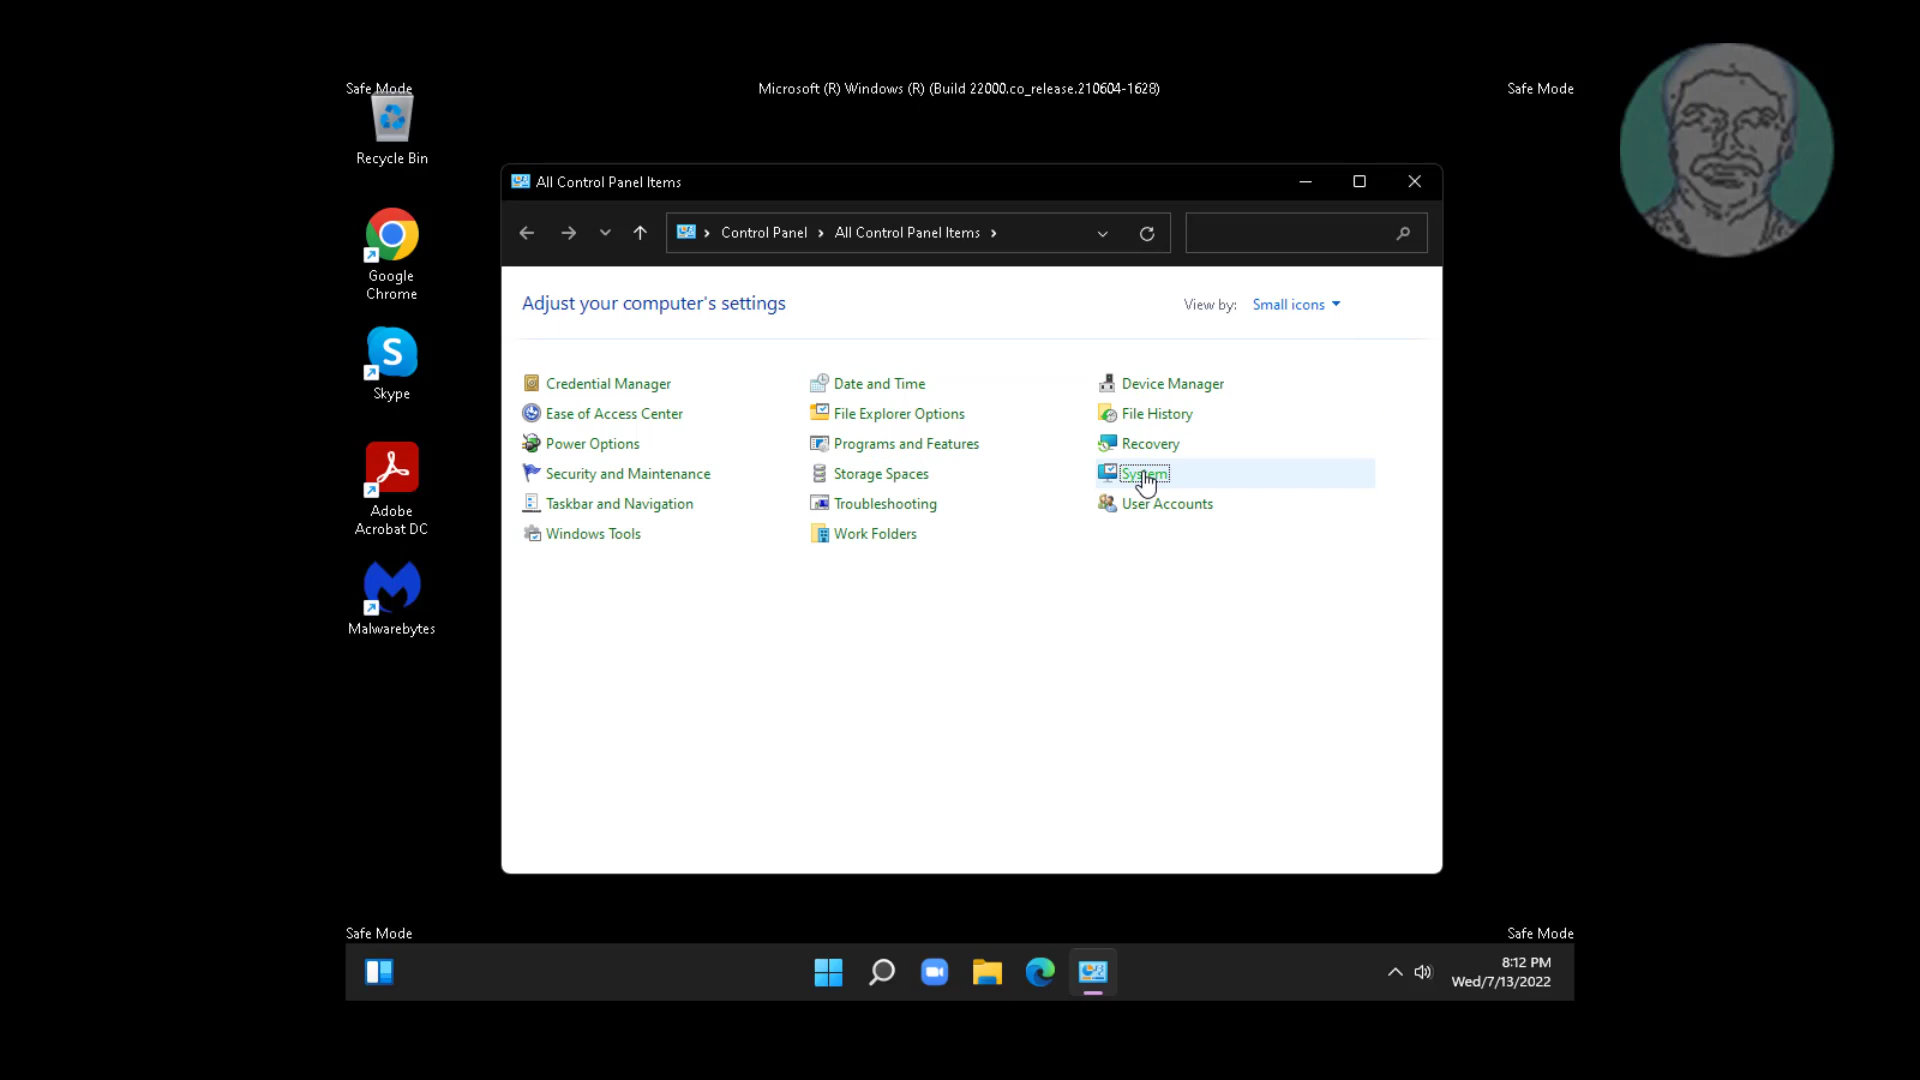 Safe Mode
Microsoft (R) Windows (R) (Build 22000.co_release.210604-1628)
Safe Mode
Recycle Bin
Google
Chrome
S
Skype
Adobe
Acrobat DC
Malwarebytes
All Control Panel Items
Control Panel
All Control Panel Items
Adjust your computer's settings
View by:
Small icons
Credential Manager
Date and Time
Device Manager
Ease of Access Center
File Explorer Options
File History
Power Options
Programs and Features
Recovery
Security and Maintenance
Storage Spaces
System
Taskbar and Navigation
Troubleshooting
User Accounts
Windows Tools
Work Folders
Safe Mode
Safe Mode
8:12 PM
Wed/7/13/2022